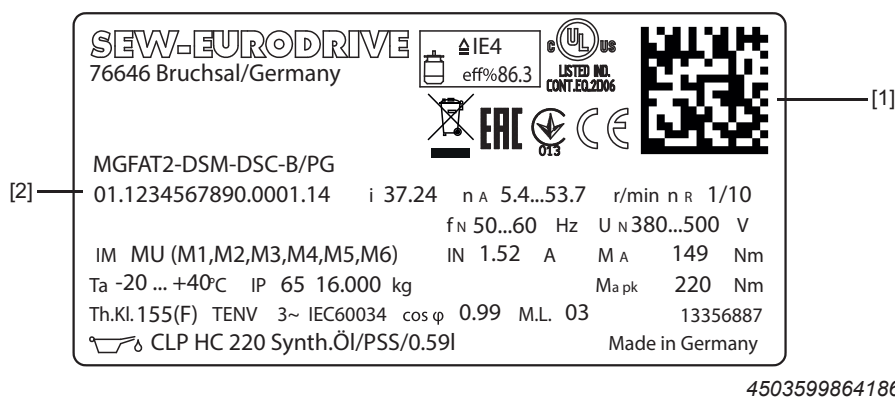 SEW-EURODRIVE
76646 Bruchsal/Germany
IE4
eff% 86.3
C UL US
LISTED IND.
CONT.EQ.2D06
EAC
013
CE
[1]
MGFAT2-DSM-DSC-B/PG
[2]
01.1234567890.0001.14 i 37.24 n A 5.4...53.7 r/min n R 1/10
f N 50...60 Hz U N 380...500 V
IM MU (M1,M2,M3,M4,M5,M6) IN 1.52 A M A 149 Nm
Ta -20 ... +40°C IP 65 16.000 kg Ma pk 220 Nm
Th.Kl. 155(F) TENV 3~ IEC60034 cos φ 0.99 M.L. 03 13356887
CLP HC 220 Synth.Öl/PSS/0.59l Made in Germany
4503599864186